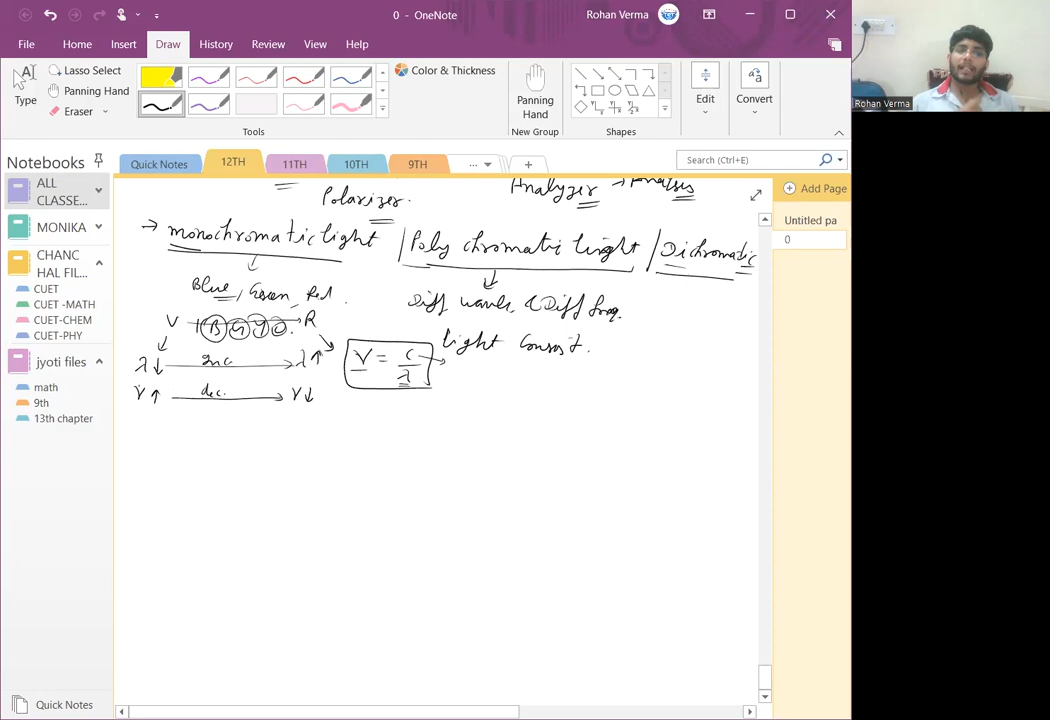 0 - OneNote
Rohan Verma
File Home Insert Draw History Review View Help
Type
Lasso Select
Panning Hand
Eraser
Tools
Color & Thickness
Panning Hand
New Group
Shapes
Edit
Convert
Rohan Verma
Notebooks
Quick Notes 12TH 11TH 10TH 9TH ...
Search (Ctrl+E)
Add Page
Untitled pa
0
ALL CLASSE...
MONIKA
CHANC HAL FIL...
CUET
CUET -MATH
CUET-CHEM
CUET-PHY
jyoti files
math
9th
13th chapter
Quick Notes
Polarizer. Analyzer → Analysis
→ monochromatic light / Poly chromatic light / Dichromatic
Blue, Green, Red. Diff wave. & Diff freq.
V B G Y O. R
light const.
λ↓ Inc λ↑ ν = c/λ
ν↑ dec. ν↓